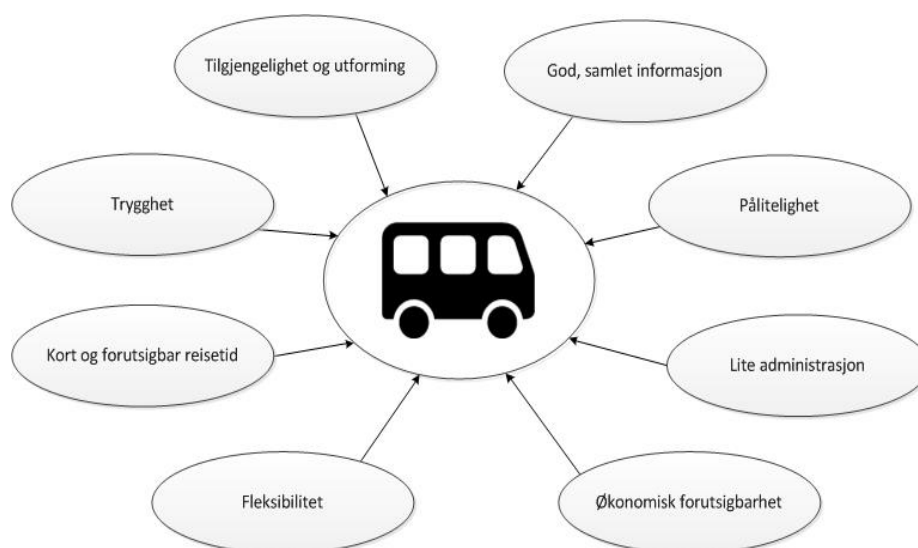 Tilgjengelighet og utforming
God, samlet informasjon
Trygghet
Pålitelighet
Kort og forutsigbar reisetid
Lite administrasjon
Fleksibilitet
Økonomisk forutsigbarhet